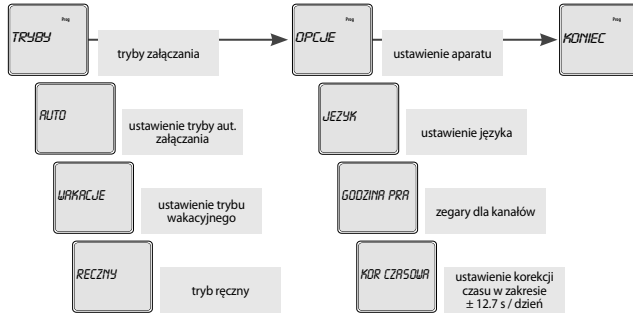 Prog
TRYBY
tryby załączania
Prog
OPCJE
ustawienie aparatu
Prog
KONIEC
AUTO
ustawienie tryby aut.
załączania
JEZYK
ustawienie języka
WAKACJE
ustawienie trybu
wakacyjnego
GODZINA PRA
zegary dla kanałów
RECZNY
tryb ręczny
KOR CZASOWA
ustawienie korekcji
czasu w zakresie
± 12.7 s / dzień